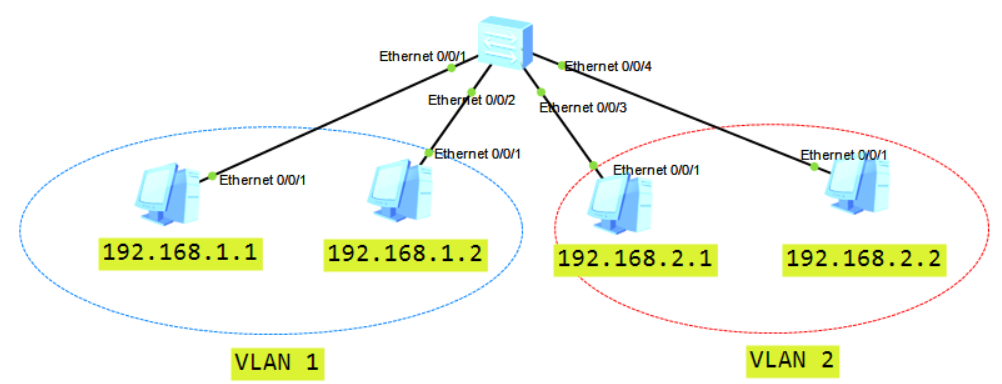 Ethernet 0/0/1
Ethernet 0/0/4
Ethernet 0/0/2
Ethernet 0/0/3
Ethernet 0/0/1
Ethernet 0/0/1
Ethernet 0/0/1
Ethernet 0/0/1
192.168.1.1
192.168.1.2
192.168.2.1
192.168.2.2
VLAN 1
VLAN 2